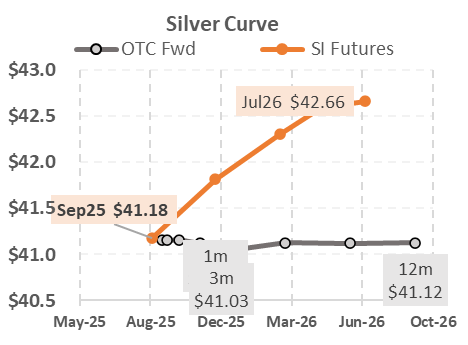 Silver Curve
OTC Fwd SI Futures
$43.0
Jul26 $42.66
$42.5
$42.0
$41.5
Sep25 $41.18
$41.0
1m
3m
$41.03
12m
$41.12
$40.5
May-25 Aug-25 Dec-25 Mar-26 Jun-26 Oct-26